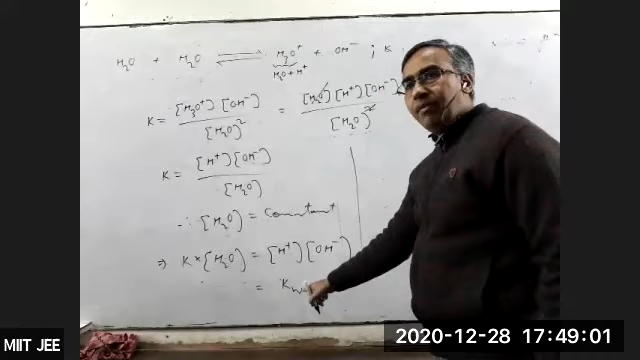 H₂O + H₂O ⇌ H₃O⁺ + OH⁻ ; K
H₂O + H⁺
K = [H₃O⁺][OH⁻] / [H₂O]² = [H₂O][H⁺][OH⁻] / [H₂O]²
K = [H⁺][OH⁻] / [H₂O]
∴ [H₂O] = Constant
⇒ K × [H₂O] = [H⁺][OH⁻]
= Kw
MIIT JEE
2020-12-28 17:49:01